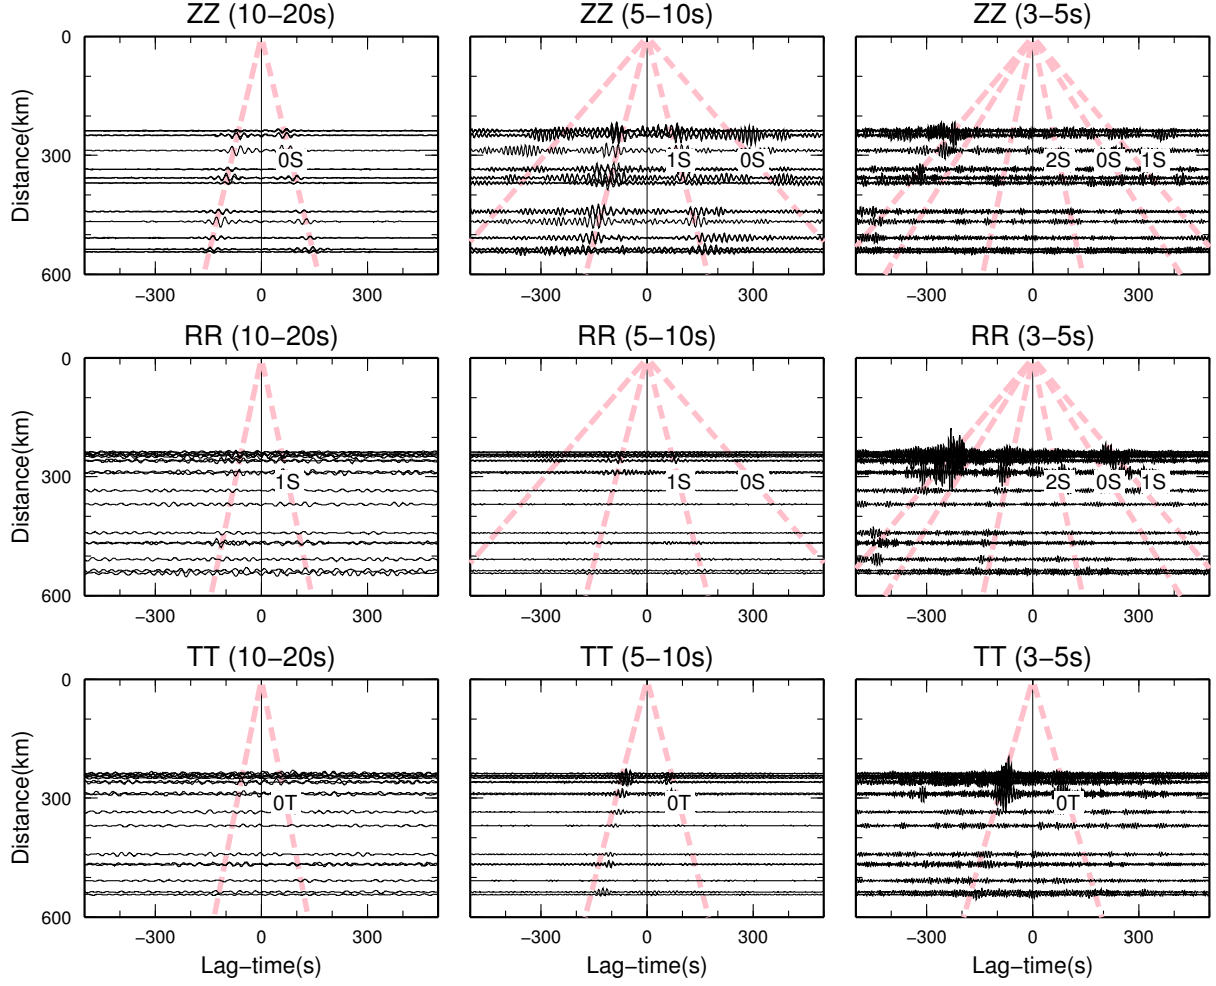 ZZ (10−20s) ZZ (5−10s) ZZ (3−5s)
0
Distance(km)
300
600
0S
1S 0S
2S 0S 1S
−300 0 300 −300 0 300 −300 0 300
RR (10−20s) RR (5−10s) RR (3−5s)
0
Distance(km)
300
600
1S
1S 0S
2S 0S 1S
−300 0 300 −300 0 300 −300 0 300
TT (10−20s) TT (5−10s) TT (3−5s)
0
Distance(km)
300
600
0T
0T
0T
−300 0 300 −300 0 300 −300 0 300
Lag−time(s) Lag−time(s) Lag−time(s)